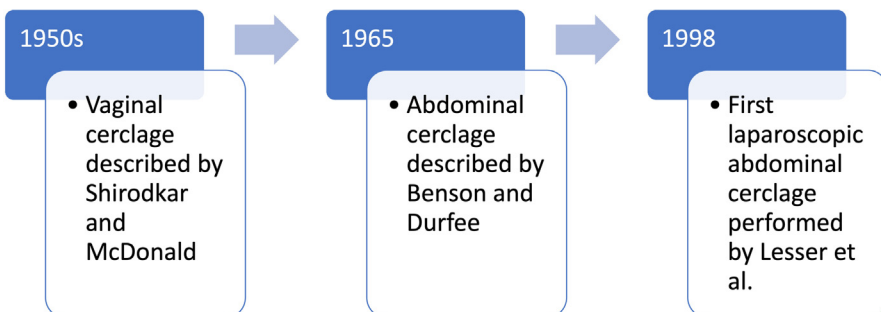 1950s
• Vaginal
cerclage
described by
Shirodkar
and
McDonald
1965
• Abdominal
cerclage
described by
Benson and
Durfee
1998
• First
laparoscopic
abdominal
cerclage
performed
by Lesser et
al.